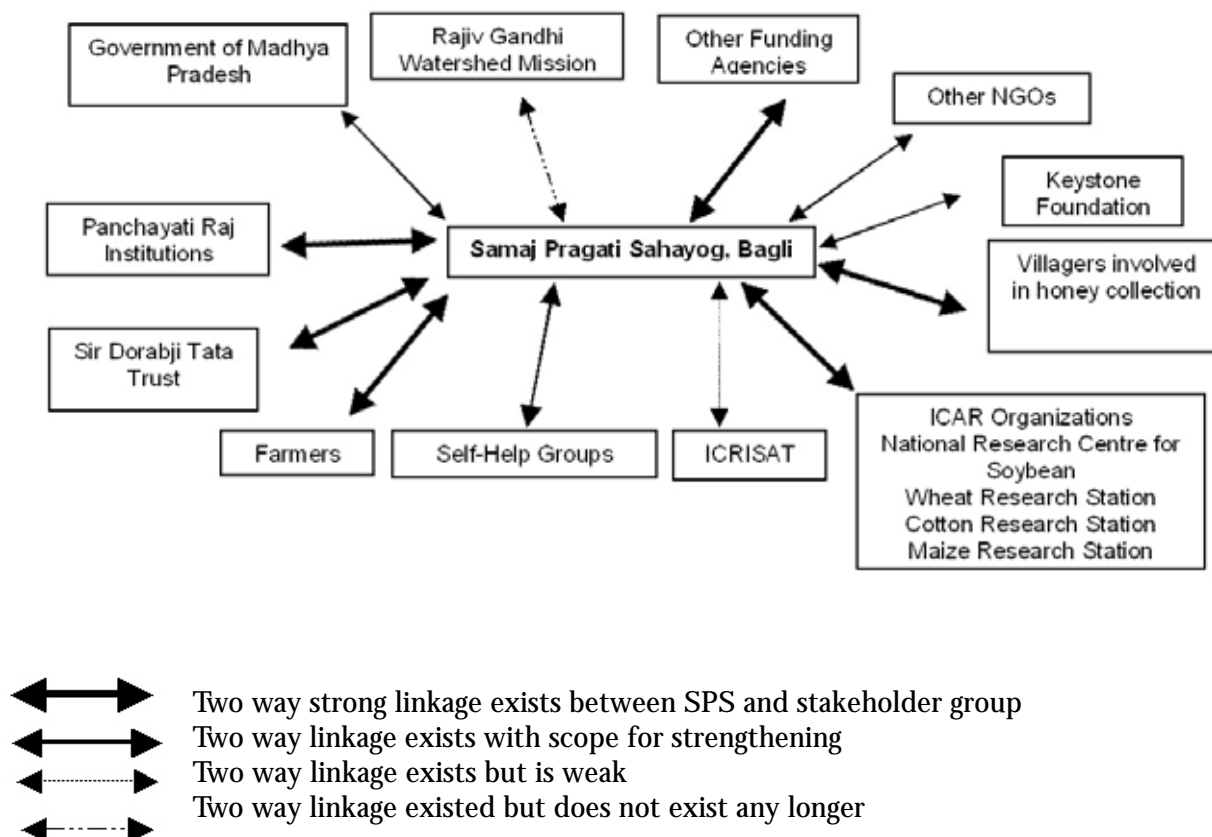 Government of Madhya
Pradesh
Rajiv Gandhi
Watershed Mission
Other Funding
Agencies
Other NGOs
Keystone
Foundation
Panchayati Raj
Institutions
Samaj Pragati Sahayog, Bagli
Villagers involved
in honey collection
Sir Dorabji Tata
Trust
Farmers
Self-Help Groups
ICRISAT
ICAR Organizations
National Research Centre for
Soybean
Wheat Research Station
Cotton Research Station
Maize Research Station
Two way strong linkage exists between SPS and stakeholder group
Two way linkage exists with scope for strengthening
Two way linkage exists but is weak
Two way linkage existed but does not exist any longer